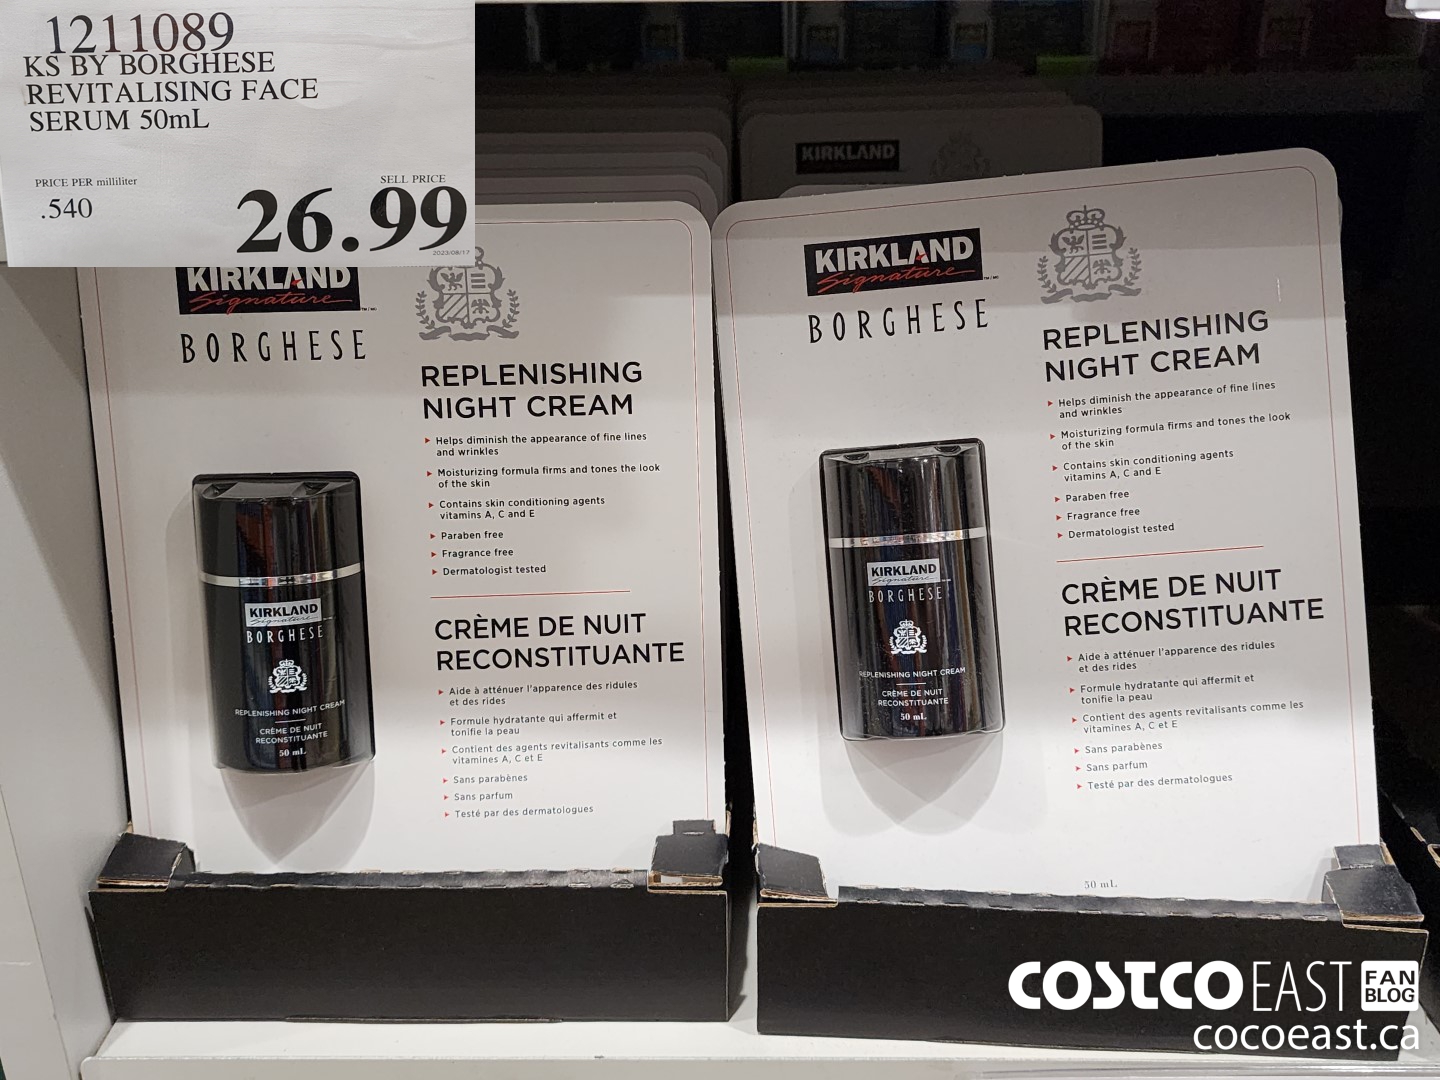 1211089
KS BY BORGHESE
REVITALISING FACE
SERUM 50mL
PRICE PER milliliter
.540
SELL PRICE
26.99
2023/08/17
KIRKLAND
Signature
TM/MD
BORGHESE
REPLENISHING
NIGHT CREAM
Helps diminish the appearance of fine lines
and wrinkles
Moisturizing formula firms and tones the look
of the skin
Contains skin conditioning agents
vitamins A, C and E
Paraben free
Fragrance free
Dermatologist tested
CRÈME DE NUIT
RECONSTITUANTE
Aide à atténuer l'apparence des ridules
et des rides
Formule hydratante qui affermit et
tonifie la peau
Contient des agents revitalisants comme les
vitamines A, C et E
Sans parabènes
Sans parfum
Testé par des dermatologues
KIRKLAND
Signature
BORGHESE
REPLENISHING NIGHT CREAM
CRÈME DE NUIT
RECONSTITUANTE
50 mL
KIRKLAND
KIRKLAND
Signature
TM/MD
BORGHESE
REPLENISHING
NIGHT CREAM
Helps diminish the appearance of fine lines
and wrinkles
Moisturizing formula firms and tones the look
of the skin
Contains skin conditioning agents
vitamins A, C and E
Paraben free
Fragrance free
Dermatologist tested
CRÈME DE NUIT
RECONSTITUANTE
Aide à atténuer l'apparence des ridules
et des rides
Formule hydratante qui affermit et
tonifie la peau
Contient des agents revitalisants comme les
vitamines A, C et E
Sans parabènes
Sans parfum
Testé par des dermatologues
KIRKLAND
Signature
BORGHESE
REPLENISHING NIGHT CREAM
CRÈME DE NUIT
RECONSTITUANTE
50 mL
50 mL
COSTCO EAST FAN BLOG
cocoeast.ca